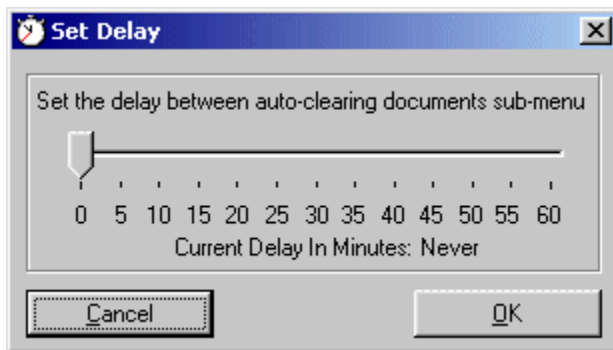 Set Delay
Set the delay between auto-clearing documents sub-menu
0 5 10 15 20 25 30 35 40 45 50 55 60
Current Delay In Minutes: Never
Cancel OK